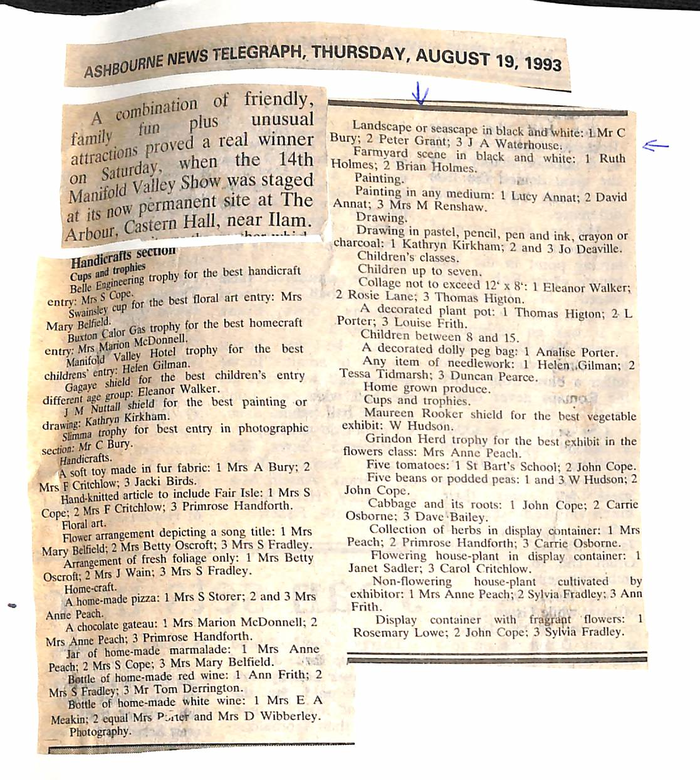 ASHBOURNE NEWS TELEGRAPH, THURSDAY, AUGUST 19, 1993
A combination of friendly,
family fun plus unusual
attractions proved a real winner
on Saturday, when the 14th
Manifold Valley Show was staged
at its now permanent site at The
Arbour, Castern Hall, near Ilam.
Handicrafts section
Cups and trophies
Belle Engineering trophy for the best handicraft
entry: Mrs S Cope.
Swainsley cup for the best floral art entry: Mrs
Mary Belfield.
Buxton Calor Gas trophy for the best homecraft
entry: Mrs Marion McDonnell.
Manifold Valley Hotel trophy for the best
childrens' entry: Helen Gilman.
Gagaye shield for the best children's entry
different age group: Eleanor Walker.
J M Nuttall shield for the best painting or
drawing: Kathryn Kirkham.
Slimma trophy for best entry in photographic
section: Mr C Bury.
Handicrafts.
A soft toy made in fur fabric: 1 Mrs A Bury; 2
Mrs F Critchlow; 3 Jacki Birds.
Hand-knitted article to include Fair Isle: 1 Mrs S
Cope; 2 Mrs F Critchlow; 3 Primrose Handforth.
Floral art.
Flower arrangement depicting a song title: 1 Mrs
Mary Belfield; 2 Mrs Betty Oscroft; 3 Mrs S Fradley.
Arrangement of fresh foliage only: 1 Mrs Betty
Oscroft; 2 Mrs J Wain; 3 Mrs S Fradley.
Home-craft.
A home-made pizza: 1 Mrs S Storer; 2 and 3 Mrs
Anne Peach.
A chocolate gateau: 1 Mrs Marion McDonnell; 2
Mrs Anne Peach; 3 Primrose Handforth.
Jar of home-made marmalade: 1 Mrs Anne
Peach; 2 Mrs S Cope; 3 Mrs Mary Belfield.
Bottle of home-made red wine: 1 Ann Frith; 2
Mrs S Fradley; 3 Mr Tom Derrington.
Bottle of home-made white wine: 1 Mrs E A
Meakin; 2 equal Mrs and Mrs D Wibberley.
Photography.
Landscape or seascape in black and white: 1 Mr C
Bury; 2 Peter Grant; 3 J A Waterhouse.
Farmyard scene in black and white: 1 Ruth
Holmes; 2 Brian Holmes.
Painting.
Painting in any medium: 1 Lucy Annat; 2 David
Annat; 3 Mrs M Renshaw.
Drawing.
Drawing in pastel, pencil, pen and ink, crayon or
charcoal: 1 Kathryn Kirkham; 2 and 3 Jo Deaville.
Children's classes.
Children up to seven.
Collage not to exceed 12' x 8': 1 Eleanor Walker;
2 Rosie Lane; 3 Thomas Higton.
A decorated plant pot: 1 Thomas Higton; 2 L
Porter; 3 Louise Frith.
Children between 8 and 15.
A decorated dolly peg bag: 1 Analise Porter.
Any item of needlework: 1 Helen Gilman; 2
Tessa Tidmarsh; 3 Duncan Pearce.
Home grown produce.
Cups and trophies.
Maureen Rooker shield for the best vegetable
exhibit: W Hudson.
Grindon Herd trophy for the best exhibit in the
flowers class: Mrs Anne Peach.
Five tomatoes: 1 St Bart's School; 2 John Cope.
Five beans or podded peas: 1 and 3 W Hudson; 2
John Cope.
Cabbage and its roots: 1 John Cope; 2 Carrie
Osborne; 3 Dave Bailey.
Collection of herbs in display container: 1 Mrs
Peach; 2 Primrose Handforth; 3 Carrie Osborne.
Flowering house-plant in display container: 1
Janet Sadler; 3 Carol Critchlow.
Non-flowering house-plant cultivated by
exhibitor: 1 Mrs Anne Peach; 2 Sylvia Fradley; 3 Ann
Frith.
Display container with fragrant flowers: 1
Rosemary Lowe; 2 John Cope; 3 Sylvia Fradley.